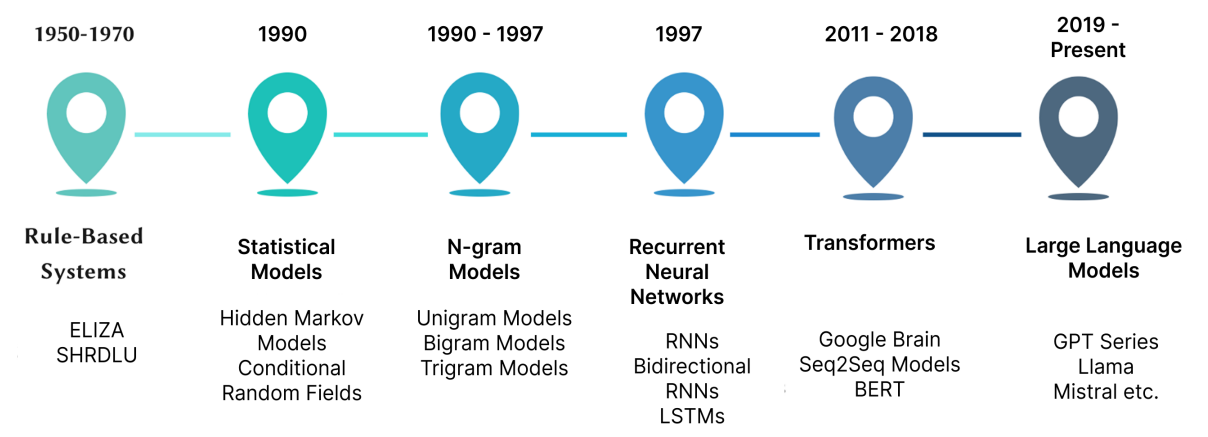 1950-1970
Rule-Based
Systems
ELIZA
SHRDLU
1990
Statistical
Models
Hidden Markov
Models
Conditional
Random Fields
1990 - 1997
N-gram
Models
Unigram Models
Bigram Models
Trigram Models
1997
Recurrent
Neural
Networks
RNNs
Bidirectional
RNNs
LSTMs
2011 - 2018
Transformers
Google Brain
Seq2Seq Models
BERT
2019 -
Present
Large Language
Models
GPT Series
Llama
Mistral etc.